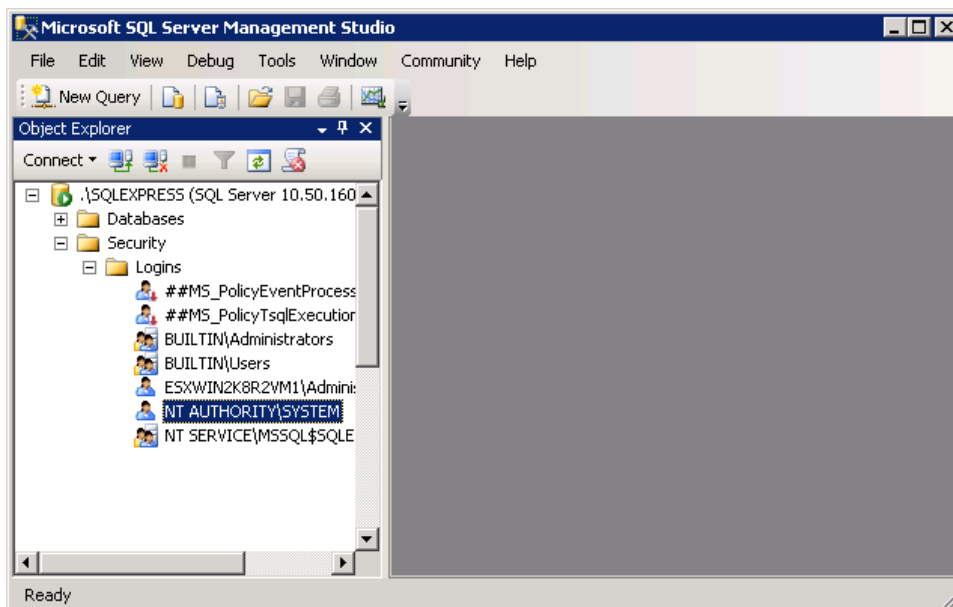 Microsoft SQL Server Management Studio
File Edit View Debug Tools Window Community Help
New Query
Object Explorer
Connect
.\SQLEXPRESS (SQL Server 10.50.160
Databases
Security
Logins
##MS_PolicyEventProcess
##MS_PolicyTsqlExecution
BUILTIN\Administrators
BUILTIN\Users
ESXWIN2K8R2VM1\Adminis
NT AUTHORITY\SYSTEM
NT SERVICE\MSSQL$SQLE
Ready